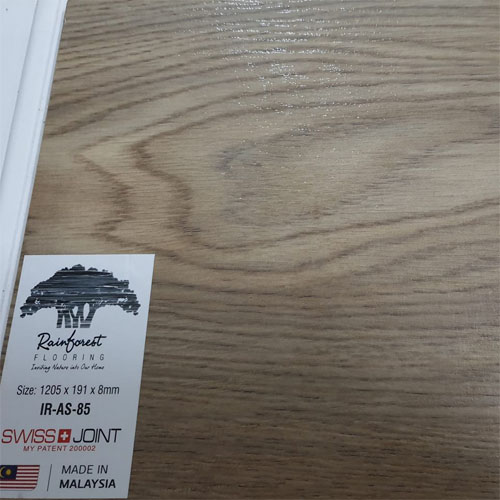 Rainforest
FLOORING
Inviting Nature into Our Home
Size: 1205 x 191 x 8mm
IR-AS-85
SWISS JOINT
MY PATENT 200002
MADE IN
MALAYSIA